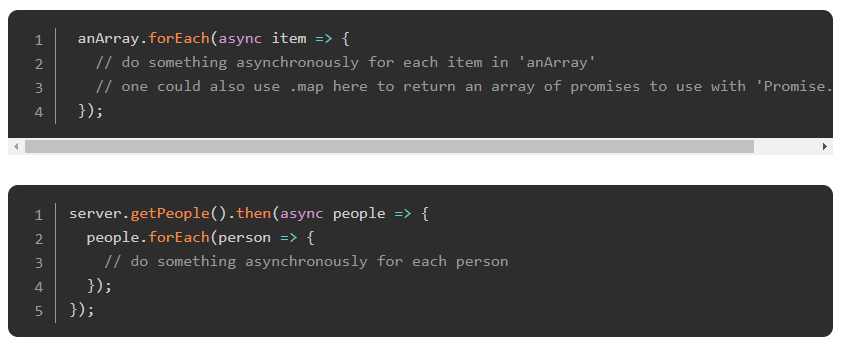 1 anArray.forEach(async item => {
2 // do something asynchronously for each item in 'anArray'
3 // one could also use .map here to return an array of promises to use with 'Promise.
4 });
1 server.getPeople().then(async people => {
2 people.forEach(person => {
3 // do something asynchronously for each person
4 });
5 });